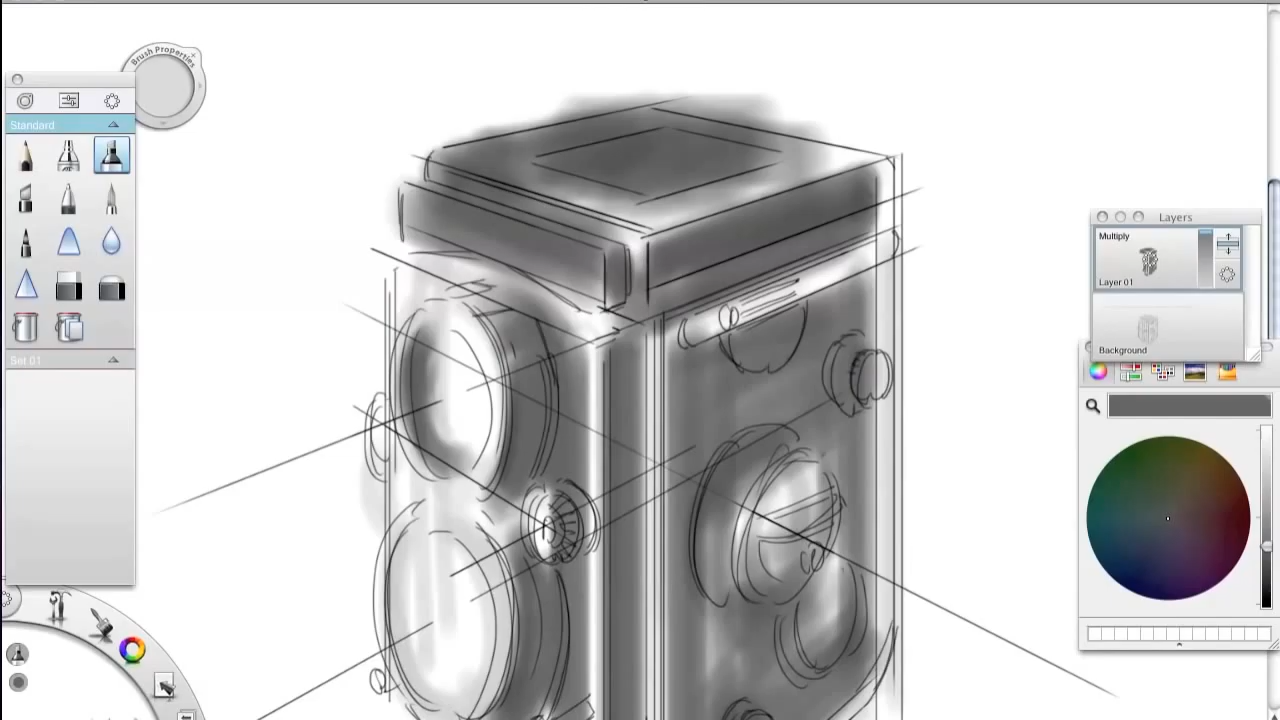 Brush Properties
Standard
Set 01
Layers
Multiply
Layer 01
Background